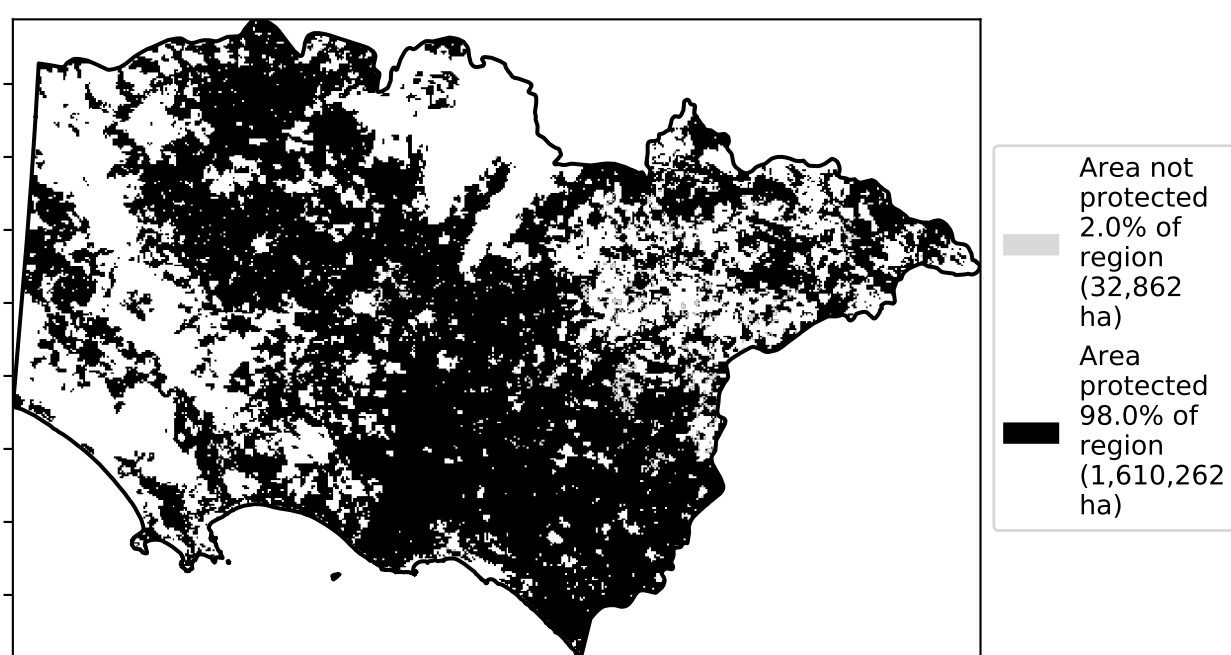 Area not
protected
2.0% of
region
(32,862
ha)
Area
protected
98.0% of
region
(1,610,262
ha)